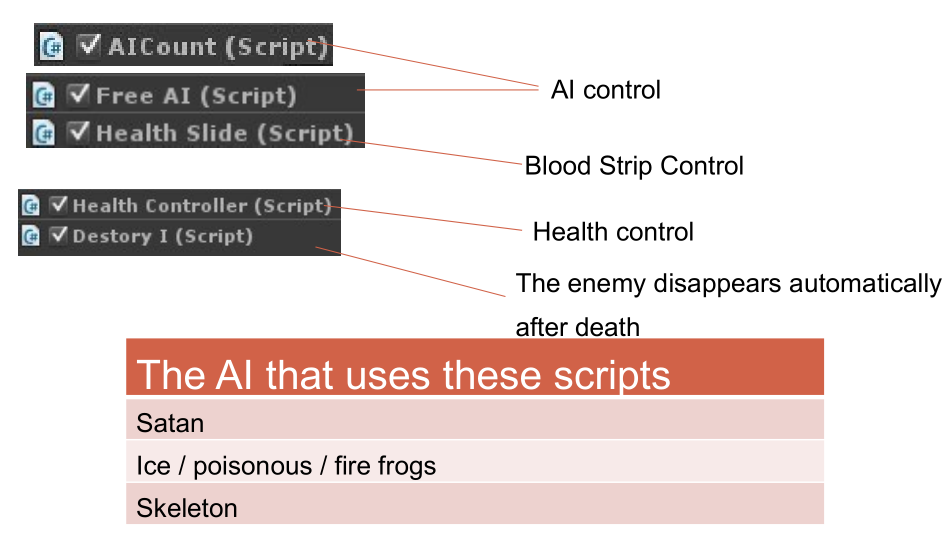 AICount (Script)
AI control
Free AI (Script)
Health Slide (Script)
Blood Strip Control
Health Controller (Script)
Destory I (Script)
Health control
The enemy disappears automatically
after death
The AI that uses these scripts
Satan
Ice / poisonous / fire frogs
Skeleton